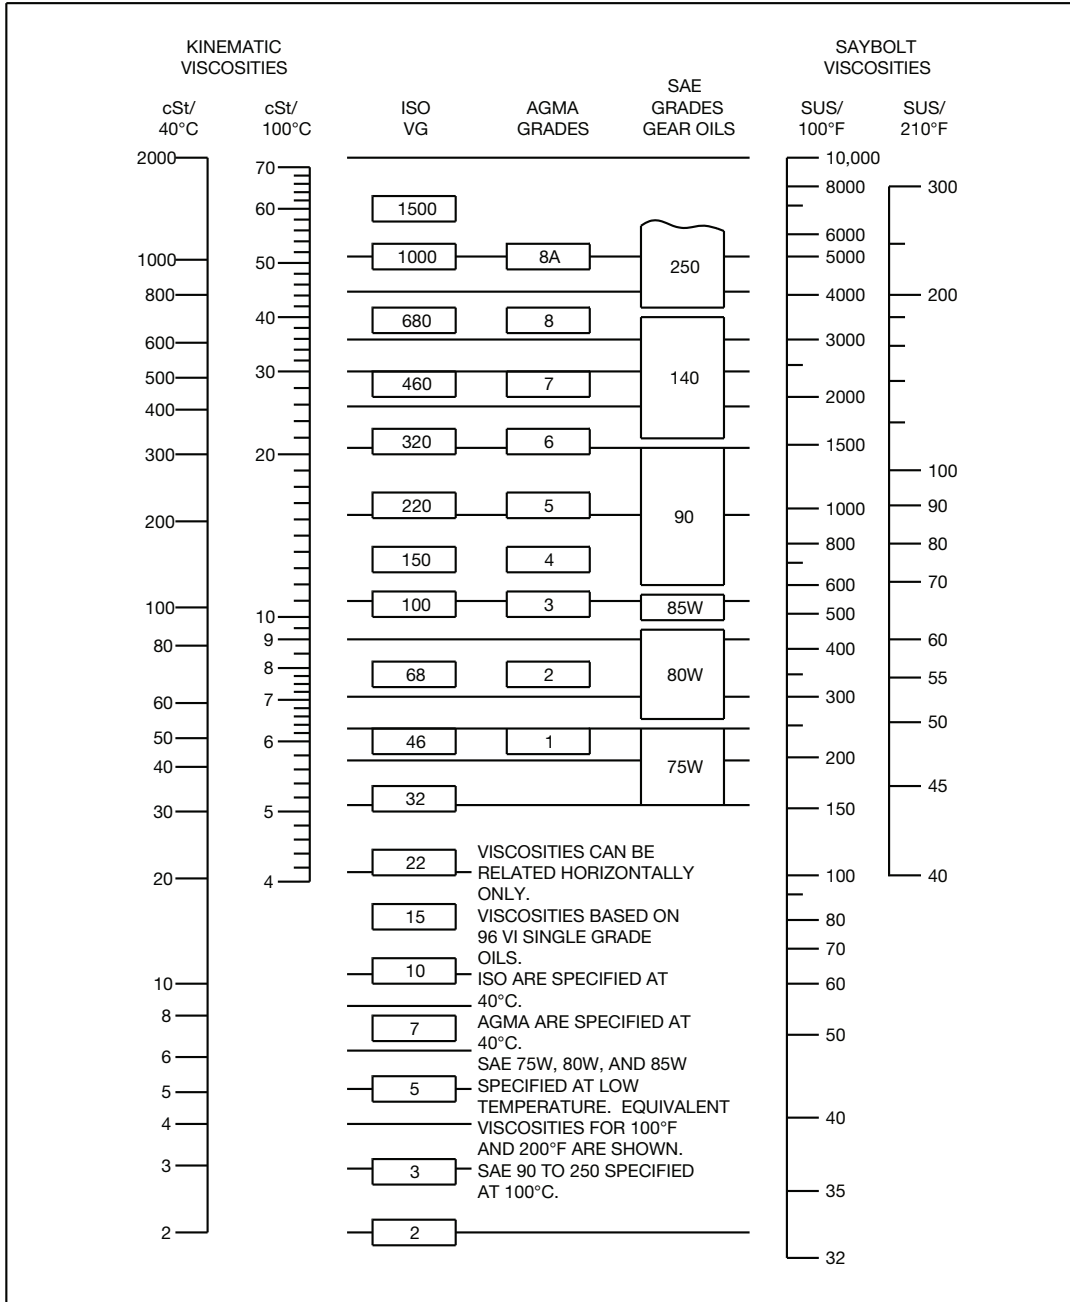 KINEMATIC
VISCOSITIES
SAYBOLT
VISCOSITIES
cSt/
40°C
cSt/
100°C
ISO
VG
AGMA
GRADES
SAE
GRADES
GEAR OILS
SUS/
100°F
SUS/
210°F
2000
1000
800
600
500
400
300
200
100
80
60
50
40
30
20
10
8
6
5
4
3
2
70
60
50
40
30
20
10
9
8
7
6
5
4
1500
1000
680
460
320
220
150
100
68
46
32
22
15
10
7
5
3
2
8A
8
7
6
5
4
3
2
1
250
140
90
85W
80W
75W
VISCOSITIES CAN BE
RELATED HORIZONTALLY
ONLY.
VISCOSITIES BASED ON
96 VI SINGLE GRADE
OILS.
ISO ARE SPECIFIED AT
40°C.
AGMA ARE SPECIFIED AT
40°C.
SAE 75W, 80W, AND 85W
SPECIFIED AT LOW
TEMPERATURE. EQUIVALENT
VISCOSITIES FOR 100°F
AND 200°F ARE SHOWN.
SAE 90 TO 250 SPECIFIED
AT 100°C.
10,000
8000
6000
5000
4000
3000
2000
1500
1000
800
600
500
400
300
200
150
100
80
70
60
50
40
35
32
300
200
100
90
80
70
60
55
50
45
40